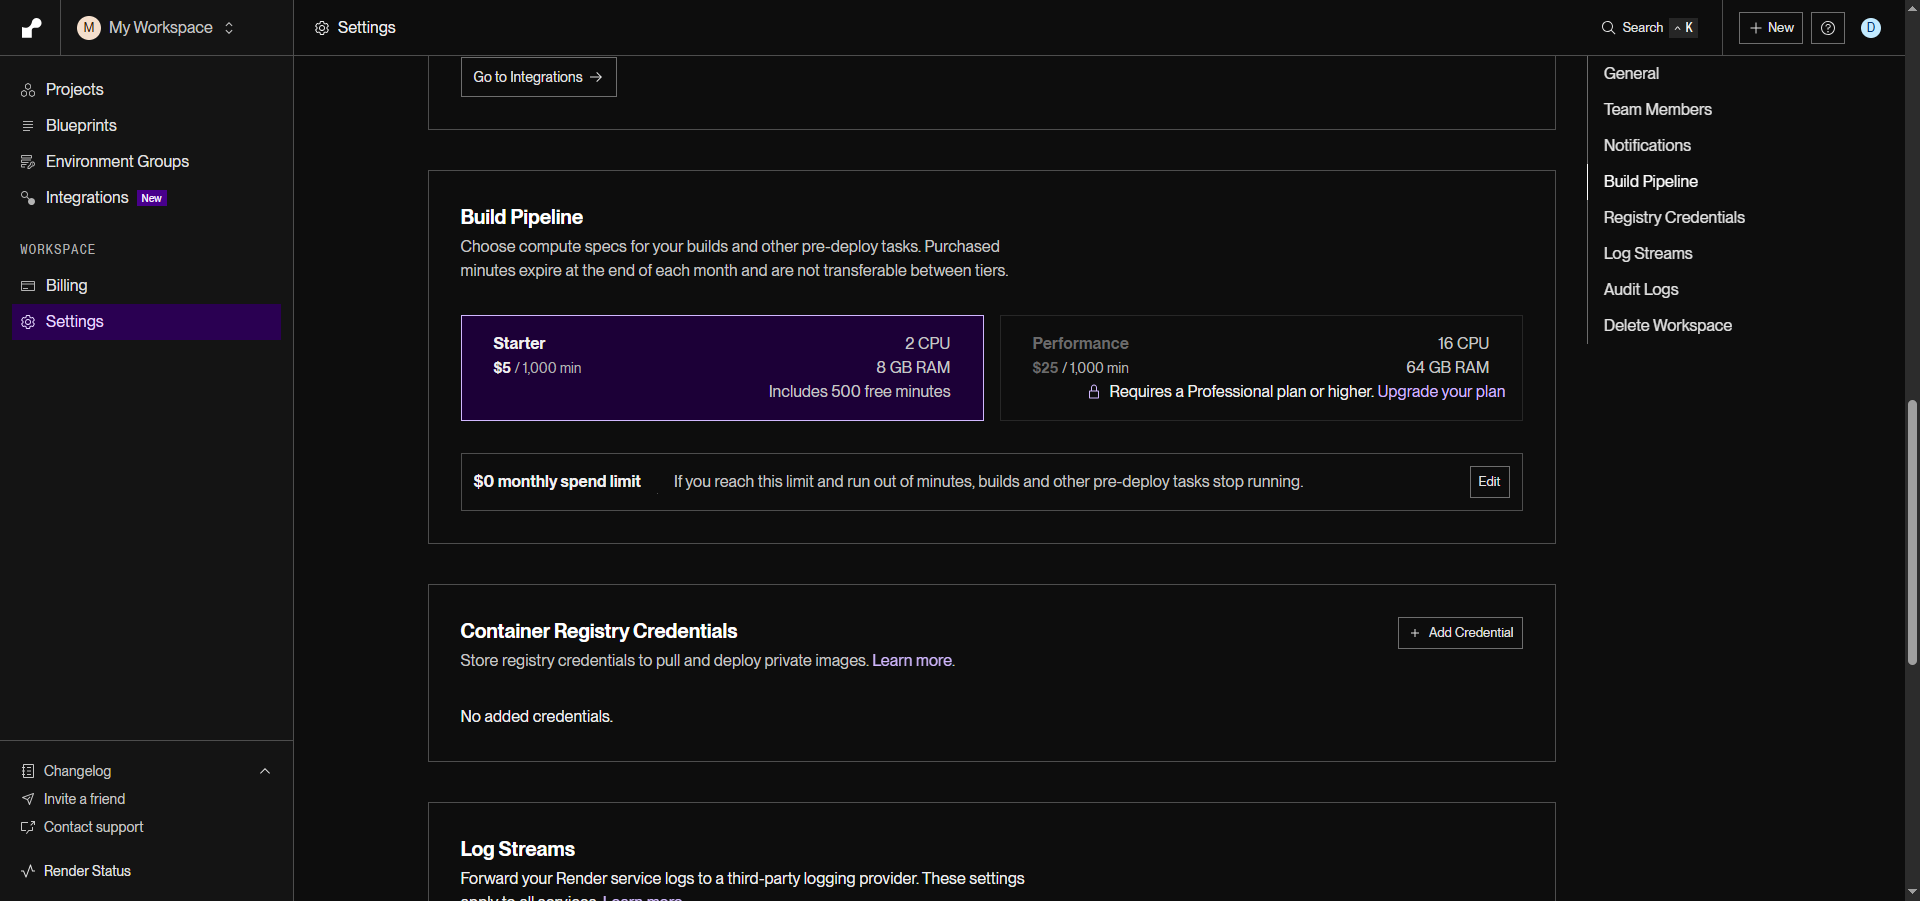 M My Workspace
Settings
Search
K
+ New
D
Projects
Blueprints
Environment Groups
Integrations New
WORKSPACE
Billing
Settings
Changelog
Invite a friend
Contact support
Render Status
Go to Integrations →
Build Pipeline
Choose compute specs for your builds and other pre-deploy tasks. Purchased
minutes expire at the end of each month and are not transferable between tiers.
Starter
$5 / 1,000 min
2 CPU
8 GB RAM
Includes 500 free minutes
Performance
$25 / 1,000 min
16 CPU
64 GB RAM
Requires a Professional plan or higher. Upgrade your plan
$0 monthly spend limit
If you reach this limit and run out of minutes, builds and other pre-deploy tasks stop running.
Edit
Container Registry Credentials
Store registry credentials to pull and deploy private images. Learn more.
+ Add Credential
No added credentials.
Log Streams
Forward your Render service logs to a third-party logging provider. These settings
apply to all services. Learn more.
General
Team Members
Notifications
Build Pipeline
Registry Credentials
Log Streams
Audit Logs
Delete Workspace